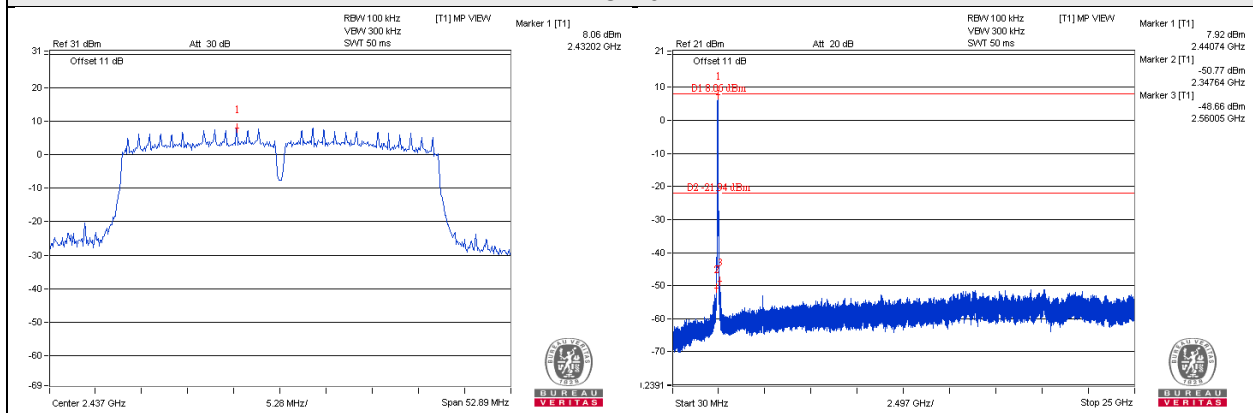 RBW 100 kHz
[T1] MP VIEW
VBW 300 kHz
Ref 31 dBm
Att 30 dB
SWT 50 ms
Marker 1 [T1]
8.06 dBm
2.43202 GHz
31
Offset 11 dB
20
10
0
-10
-20
-30
-40
-50
-60
-69
1
Center 2.437 GHz
5.28 MHz/
Span 52.89 MHz
BUREAU
VERITAS
RBW 100 kHz
[T1] MP VIEW
VBW 300 kHz
Ref 21 dBm
Att 20 dB
SWT 50 ms
Marker 1 [T1]
7.92 dBm
2.44074 GHz
Marker 2 [T1]
-50.77 dBm
2.34764 GHz
Marker 3 [T1]
-48.66 dBm
2.56005 GHz
21
Offset 11 dB
10
0
-10
-20
-30
-40
-50
-60
-70
1
D1 8.06 dBm
D2 -21.94 dBm
2
3
Start 30 MHz
2.497 GHz/
Stop 25 GHz
BUREAU
VERITAS